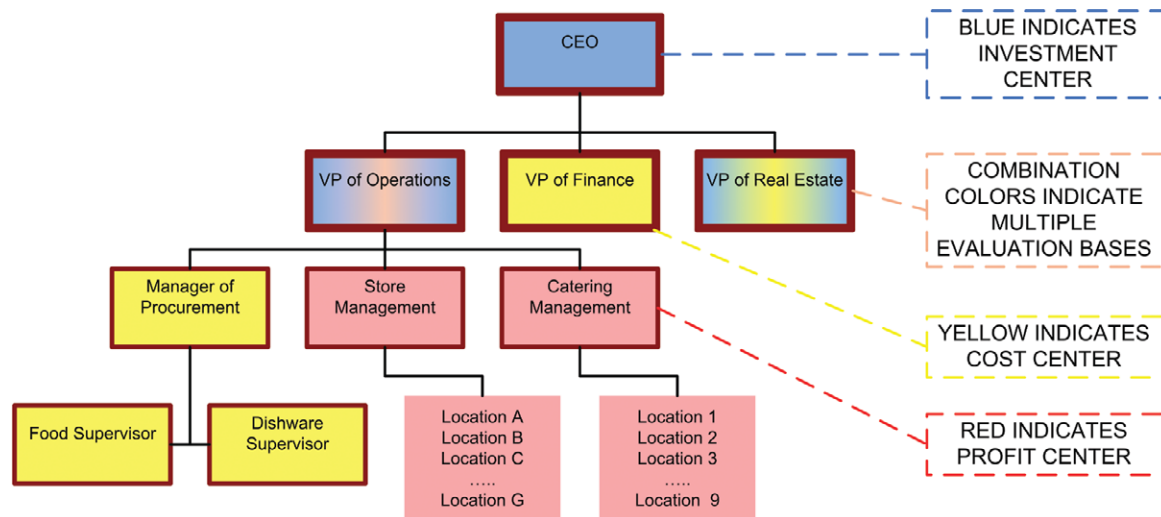 CEO
BLUE INDICATES
INVESTMENT
CENTER
VP of Operations
VP of Finance
VP of Real Estate
COMBINATION
COLORS INDICATE
MULTIPLE
EVALUATION BASES
Manager of
Procurement
Store
Management
Catering
Management
YELLOW INDICATES
COST CENTER
Food Supervisor
Dishware
Supervisor
Location A
Location B
Location C
.....
Location G
Location 1
Location 2
Location 3
.....
Location 9
RED INDICATES
PROFIT CENTER